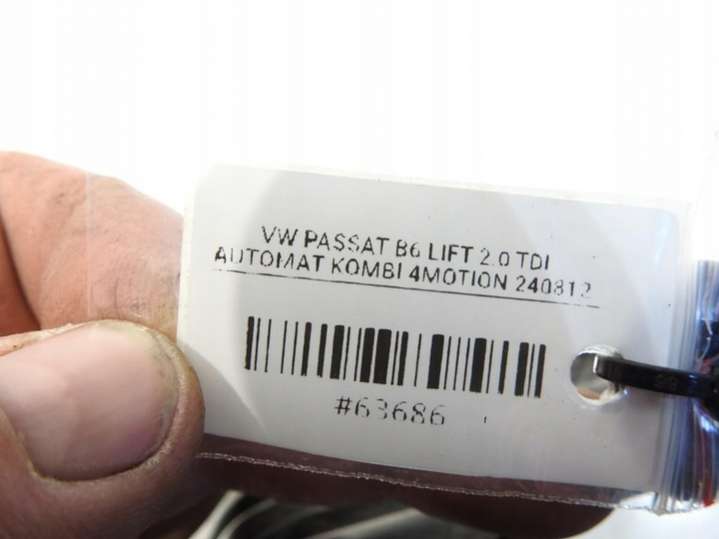 VW PASSAT B6 LIFT 2.0 TDI
AUTOMAT KOMBI 4MOTION 240812
#63686